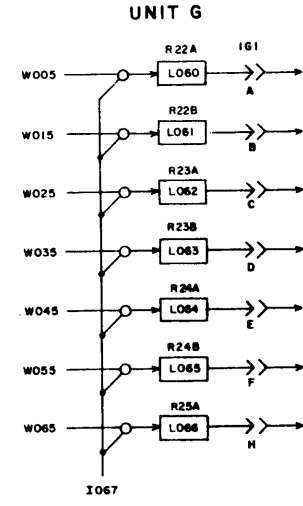 UNIT G
R22A IGI
W005 L060 A
R22B
W015 L061 B
R23A
W025 L062 C
R23B
W035 L063 D
R24A
W045 L064 E
R24B
W055 L065 F
R25A
W065 L066 H
I067